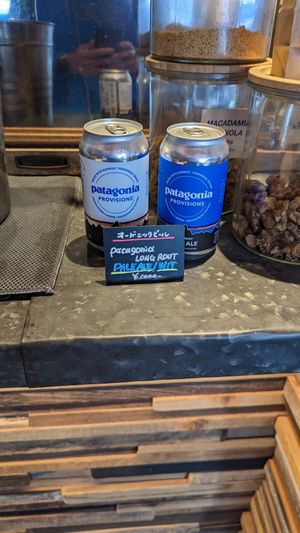 patagonia
PROVISIONS
patagonia
PROVISIONS
ALE
MACADAMIA
オーガニックビール
patagonia
LONG ROOT
PALE ALE/WIT
¥1000-